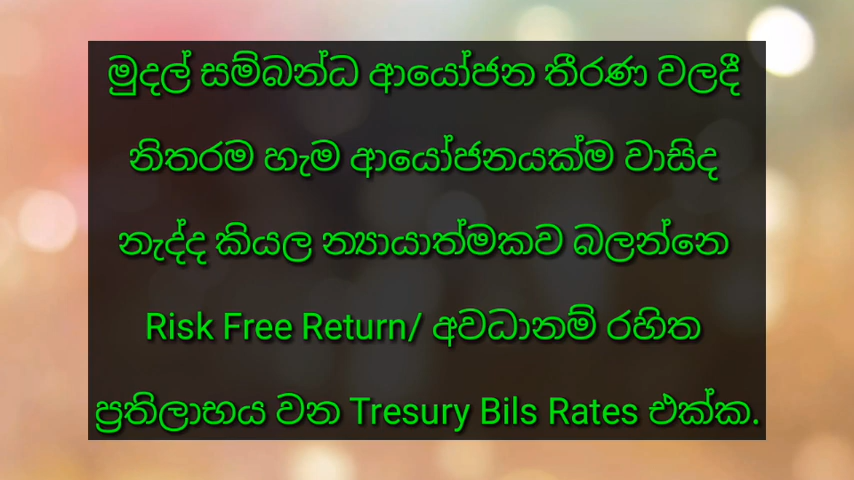 මුදල් සම්බන්ධ ආයෝජන තීරණ වලදී
නිතරම හැම ආයෝජනයක්ම වාසිද
නැද්ද කියල න්‍යායාත්මකව බලන්නෙ
Risk Free Return/ අවධානම් රහිත
ප්‍රතිලාභය වන Tresury Bils Rates එක්ක.